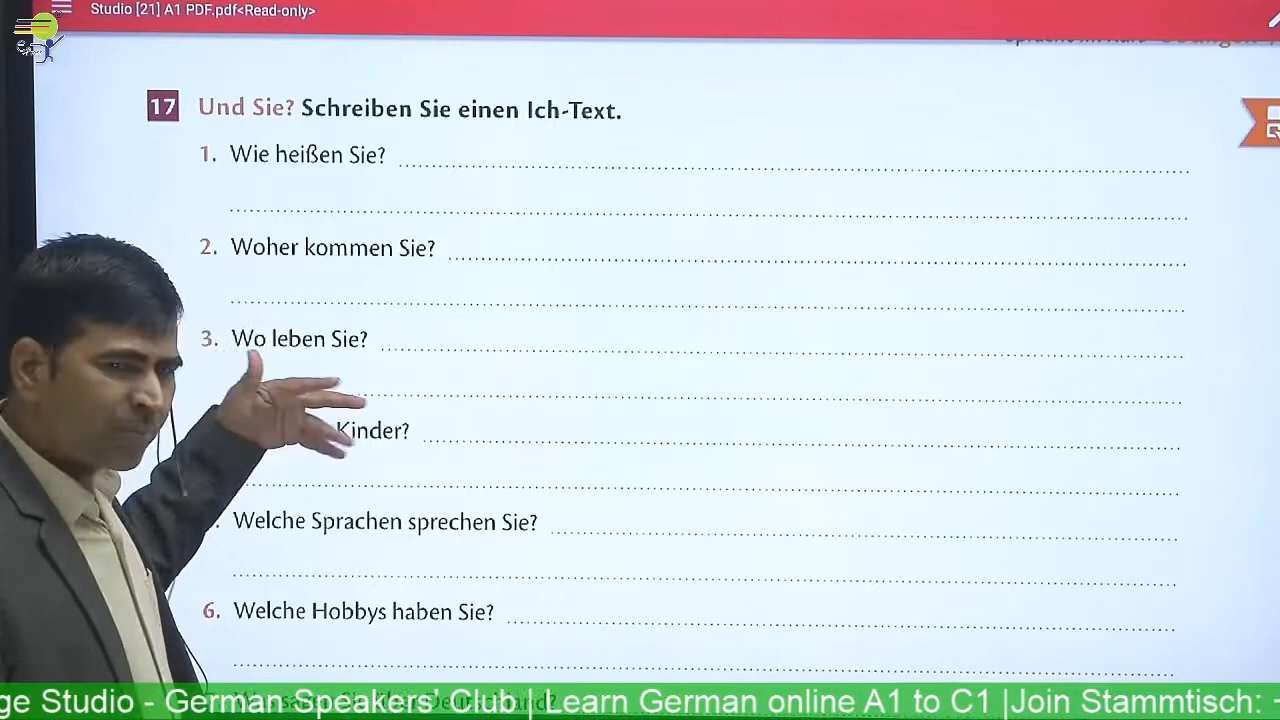 Studio [21] A1 PDF.pdf<Read-only>
17 Und Sie? Schreiben Sie einen Ich-Text.
1. Wie heißen Sie?
2. Woher kommen Sie?
3. Wo leben Sie?
Kinder?
Welche Sprachen sprechen Sie?
6. Welche Hobbys haben Sie?
ge Studio - German Speakers' Club | Learn German online A1 to C1 |Join Stammtisch: -